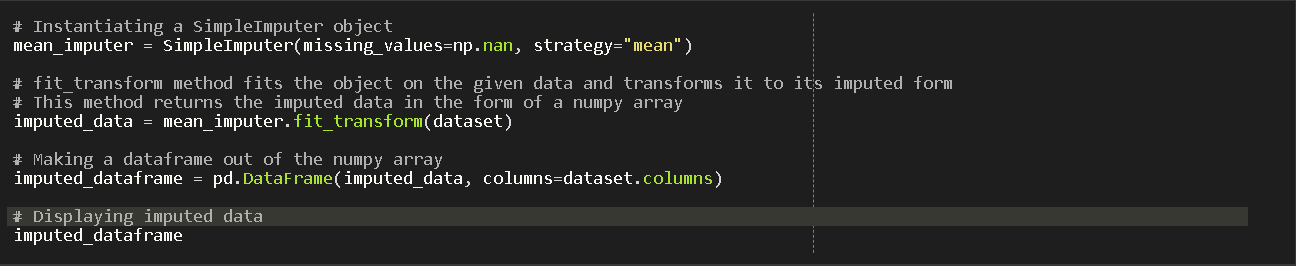 # Instantiating a SimpleImputer object
mean_imputer = SimpleImputer(missing_values=np.nan, strategy="mean")
# fit_transform method fits the object on the given data and transforms it to its imputed form
# This method returns the imputed data in the form of a numpy array
imputed_data = mean_imputer.fit_transform(dataset)
# Making a dataframe out of the numpy array
imputed_dataframe = pd.DataFrame(imputed_data, columns=dataset.columns)
# Displaying imputed data
imputed_dataframe